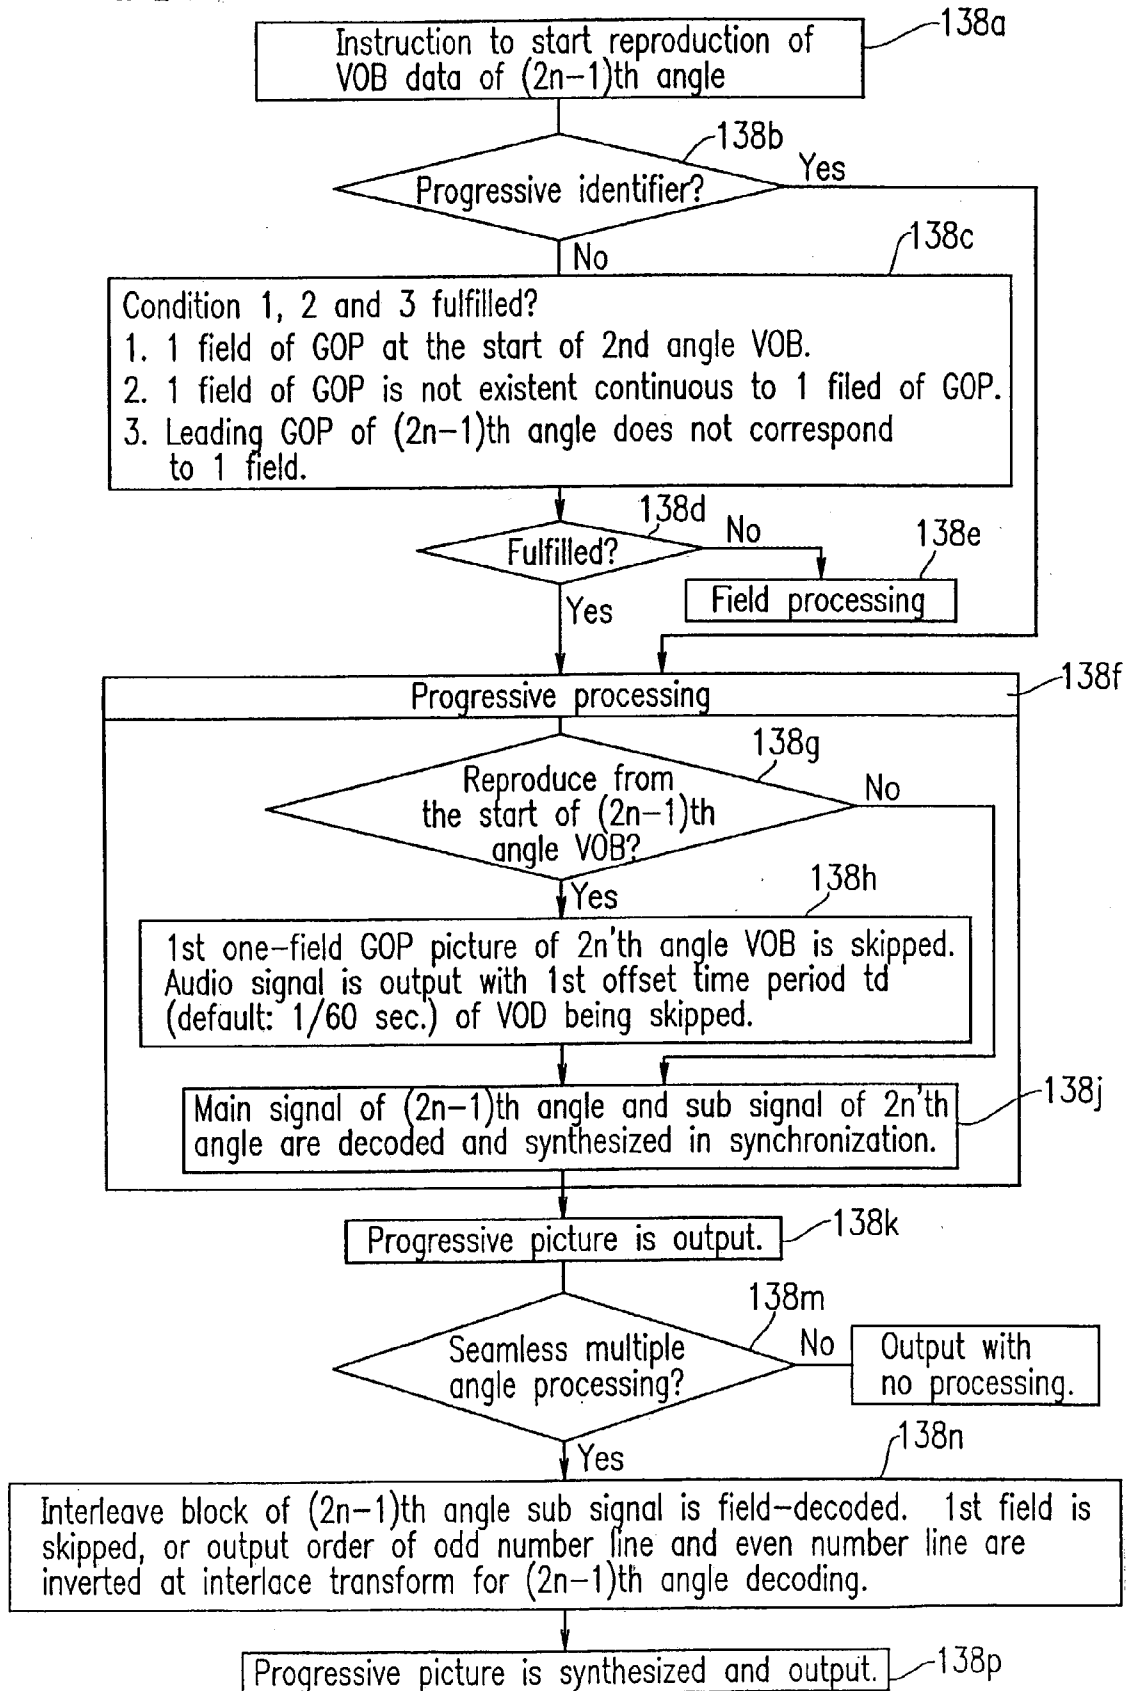 138a
Instruction to start reproduction of
VOB data of (2n-1)th angle
138b
Progressive identifier?
Yes
No
138c
Condition 1, 2 and 3 fulfilled?
1. 1 field of GOP at the start of 2nd angle VOB.
2. 1 field of GOP is not existent continuous to 1 filed of GOP.
3. Leading GOP of (2n-1)th angle does not correspond
to 1 field.
138d
Fulfilled?
No
138e
Field processing
Yes
Progressive processing
138f
138g
Reproduce from
the start of (2n-1)th
angle VOB?
No
Yes
138h
1st one-field GOP picture of 2n'th angle VOB is skipped.
Audio signal is output with 1st offset time period td
(default: 1/60 sec.) of VOD being skipped.
Main signal of (2n-1)th angle and sub signal of 2n'th
angle are decoded and synthesized in synchronization.
138j
Progressive picture is output.
138k
138m
Seamless multiple
angle processing?
No
Output with
no processing.
Yes
138n
Interleave block of (2n-1)th angle sub signal is field-decoded. 1st field is
skipped, or output order of odd number line and even number line are
inverted at interlace transform for (2n-1)th angle decoding.
Progressive picture is synthesized and output.
138p